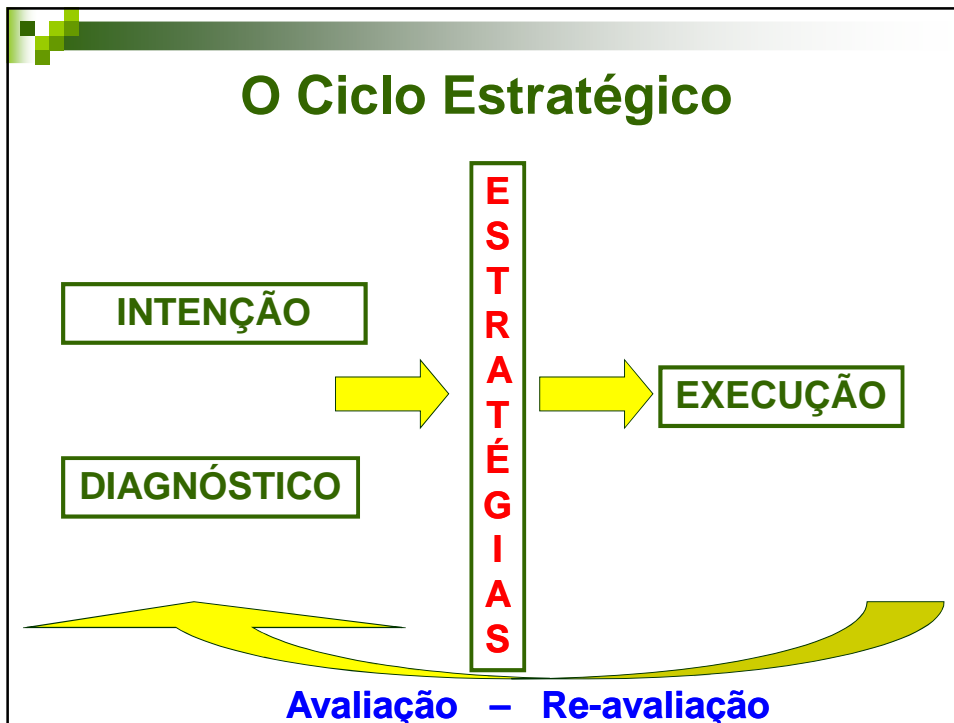 O Ciclo Estratégico
INTENÇÃO
DIAGNÓSTICO
E
S
T
R
A
T
É
G
I
A
S
EXECUÇÃO
Avaliação – Re-avaliação